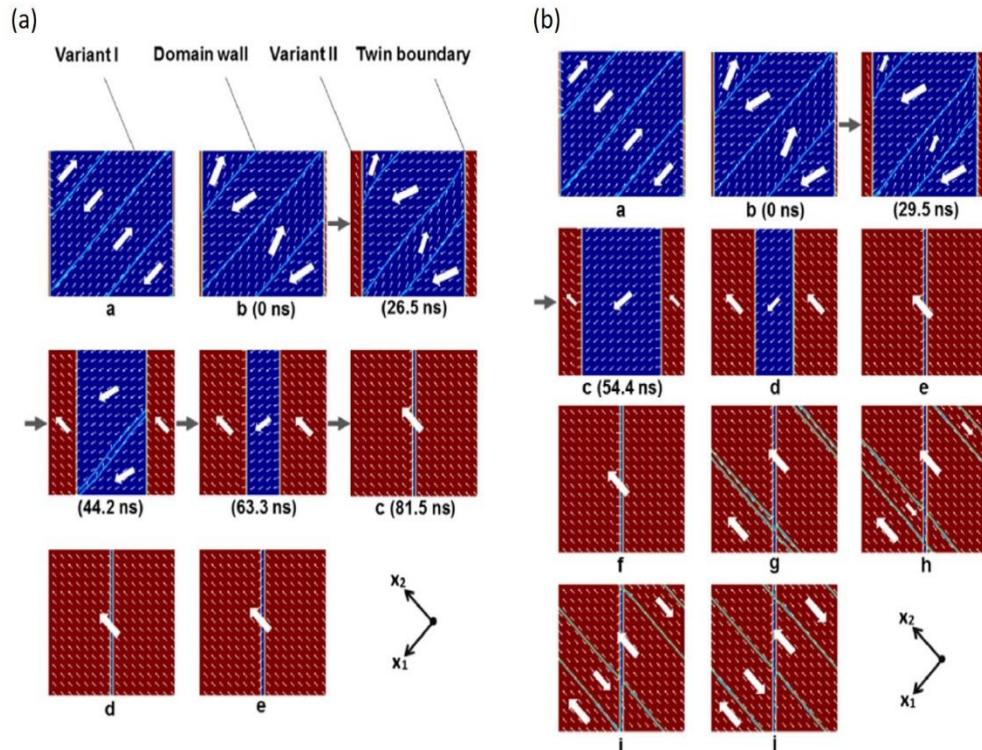 (a)
Variant I Domain wall Variant II Twin boundary
a b (0 ns) (26.5 ns)
(44.2 ns) (63.3 ns) c (81.5 ns)
d e
x₂
x₁
(b)
a b (0 ns) (29.5 ns)
c (54.4 ns) d e
f g h
i j
x₂
x₁